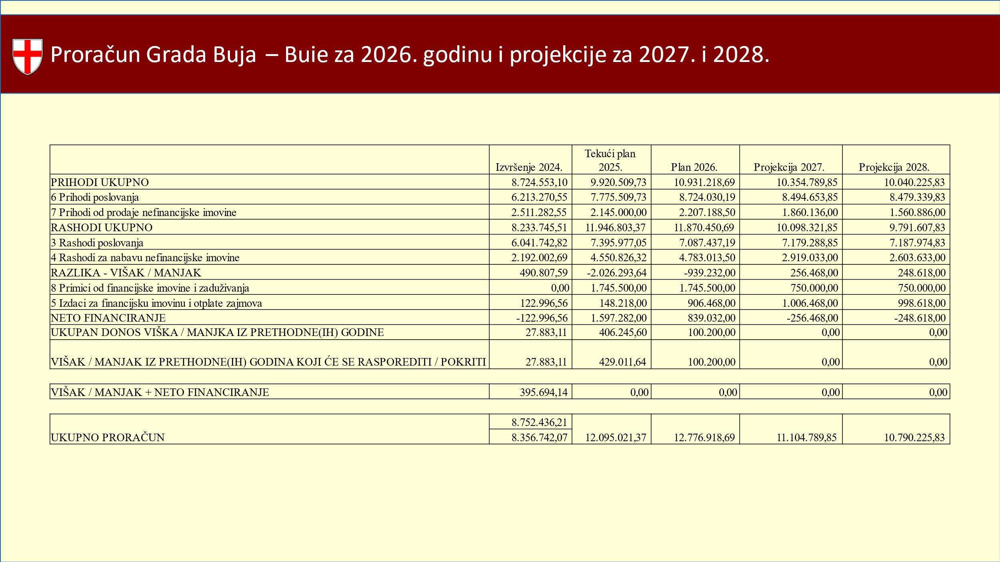 Proračun Grada Buja – Buie za 2026. godinu i projekcije za 2027. i 2028.
Izvršenje 2024. Tekući plan 2025. Plan 2026. Projekcija 2027. Projekcija 2028.
PRIHODI UKUPNO 8.724.553,10 9.920.509,73 10.931.218,69 10.354.789,85 10.040.225,83
6 Prihodi poslovanja 6.213.270,55 7.775.509,73 8.724.030,19 8.494.653,85 8.479.339,83
7 Prihodi od prodaje nefinancijske imovine 2.511.282,55 2.145.000,00 2.207.188,50 1.860.136,00 1.560.886,00
RASHODI UKUPNO 8.233.745,51 11.946.803,37 11.870.450,69 10.098.321,85 9.791.607,83
3 Rashodi poslovanja 6.041.742,82 7.395.977,05 7.087.437,19 7.179.288,85 7.187.974,83
4 Rashodi za nabavu nefinancijske imovine 2.192.002,69 4.550.826,32 4.783.013,50 2.919.033,00 2.603.633,00
RAZLIKA - VIŠAK / MANJAK 490.807,59 -2.026.293,64 -939.232,00 256.468,00 248.618,00
8 Primici od financijske imovine i zaduživanja 0,00 1.745.500,00 1.745.500,00 750.000,00 750.000,00
5 Izdaci za financijsku imovinu i otplate zajmova 122.996,56 148.218,00 906.468,00 1.006.468,00 998.618,00
NETO FINANCIRANJE -122.996,56 1.597.282,00 839.032,00 -256.468,00 -248.618,00
UKUPAN DONOS VIŠKA / MANJKA IZ PRETHODNE(IH) GODINE 27.883,11 406.245,60 100.200,00 0,00 0,00
VIŠAK / MANJAK IZ PRETHODNE(IH) GODINA KOJI ĆE SE RASPOREDITI / POKRITI 27.883,11 429.011,64 100.200,00 0,00 0,00
VIŠAK / MANJAK + NETO FINANCIRANJE 395.694,14 0,00 0,00 0,00 0,00
8.752.436,21
UKUPNO PRORAČUN 8.356.742,07 12.095.021,37 12.776.918,69 11.104.789,85 10.790.225,83